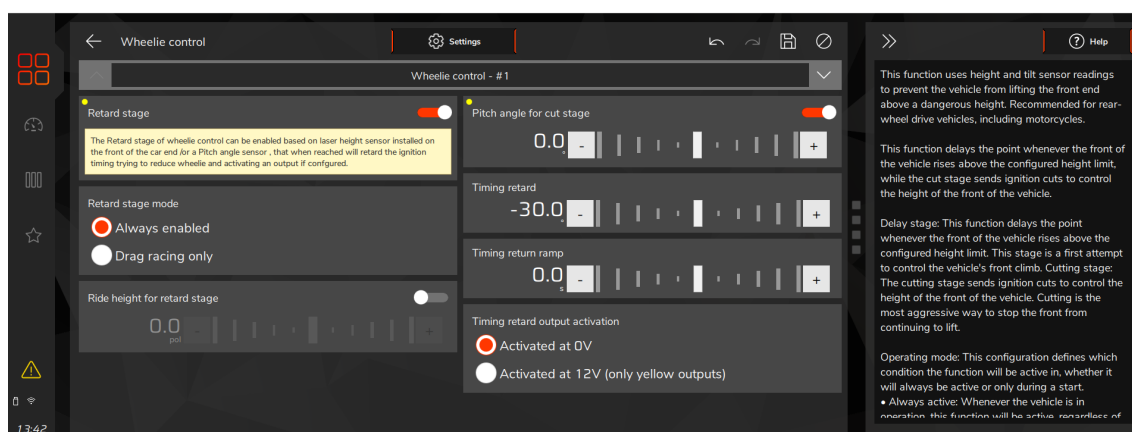 Wheelie control
Settings
Wheelie control - #1
Retard stage
The Retard stage of wheelie control can be enabled based on laser height sensor installed on
the front of the car end /or a Pitch angle sensor , that when reached will retard the ignition
timing trying to reduce wheelie and activating an output if confgured.
Retard stage mode
Always enabled
Drag racing only
Ride height for retard stage
0.0
pol
- +
Pitch angle for cut stage
0.0
°
- +
Timing retard
-30.0
°
- +
Timing return ramp
0.0
s
- +
Timing retard output activation
Activated at 0V
Activated at 12V (only yellow outputs)
Help
This function uses height and tilt sensor readings
to prevent the vehicle from lifting the front end
above a dangerous height. Recommended for rear-
wheel drive vehicles, including motorcycles.
This function delays the point whenever the front of
the vehicle rises above the configured height limit,
while the cut stage sends ignition cuts to control
the height of the front of the vehicle.
Delay stage: This function delays the point
whenever the front of the vehicle rises above the
configured height limit. This stage is a first attempt
to control the vehicle's front climb. Cutting stage:
The cutting stage sends ignition cuts to control the
height of the front of the vehicle. Cutting is the
most aggressive way to stop the front from
continuing to lift.
Operating mode: This configuration defines which
condition the function will be active in, whether it
will always be active or only during a start.
• Always active: Whenever the vehicle is in
operation, this function will be active, regardless of
13:42